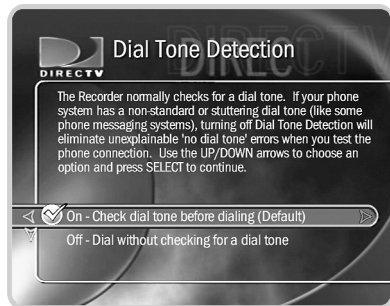 DIRECTV
Dial Tone Detection
The Recorder normally checks for a dial tone.  If your phone
system has a non-standard or stuttering dial tone (like some
phone messaging systems), turning off Dial Tone Detection will
eliminate unexplainable 'no dial tone' errors when you test the
phone connection.  Use the UP/DOWN arrows to choose an
option and press SELECT to continue.
On - Check dial tone before dialing (Default)
Off - Dial without checking for a dial tone